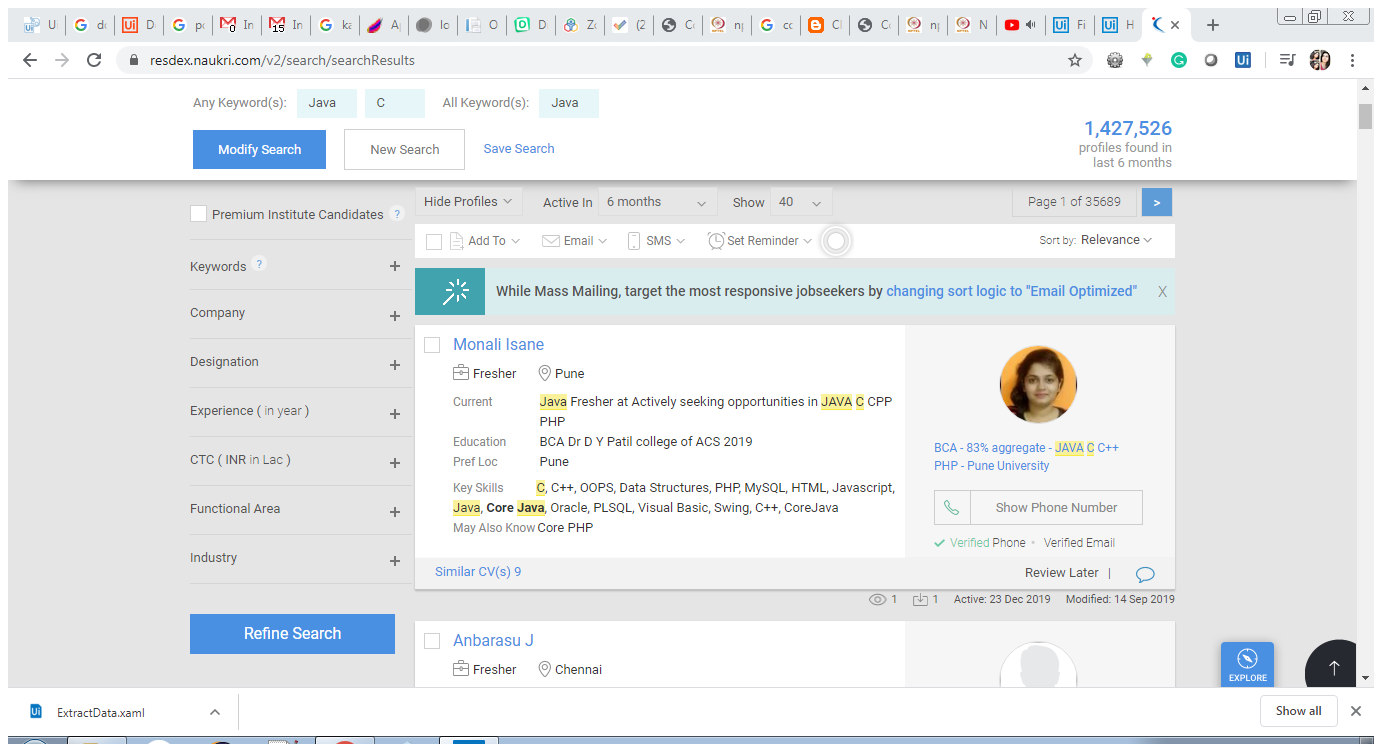 U
do
D
po
0
In
15
In
ka
A
lo
O
D
Zo
(2
C
np
co
Cl
C
np
N
Fi
H
resdex.naukri.com/v2/search/searchResults
Any Keyword(s): Java C All Keyword(s): Java
1,427,526
profiles found in
last 6 months
Modify Search New Search Save Search
Premium Institute Candidates ?
Hide Profiles Active In 6 months Show 40 Page 1 of 35689 >
Add To Email SMS Set Reminder Sort by: Relevance
Keywords ? +
Company +
Designation +
Experience ( in year ) +
CTC ( INR in Lac ) +
Functional Area +
Industry +
Refine Search
While Mass Mailing, target the most responsive jobseekers by changing sort logic to "Email Optimized" X
Monali Isane
Fresher Pune
Current Java Fresher at Actively seeking opportunities in JAVA C CPP
PHP
Education BCA Dr D Y Patil college of ACS 2019
Pref Loc Pune
Key Skills C, C++, OOPS, Data Structures, PHP, MySQL, HTML, Javascript,
Java, Core Java, Oracle, PLSQL, Visual Basic, Swing, C++, CoreJava
May Also Know Core PHP
BCA - 83% aggregate - JAVA C C++
PHP - Pune University
Show Phone Number
Verified Phone • Verified Email
Similar CV(s) 9 Review Later |
1 1 Active: 23 Dec 2019 Modified: 14 Sep 2019
Anbarasu J
Fresher Chennai
EXPLORE
Ui ExtractData.xaml Show all